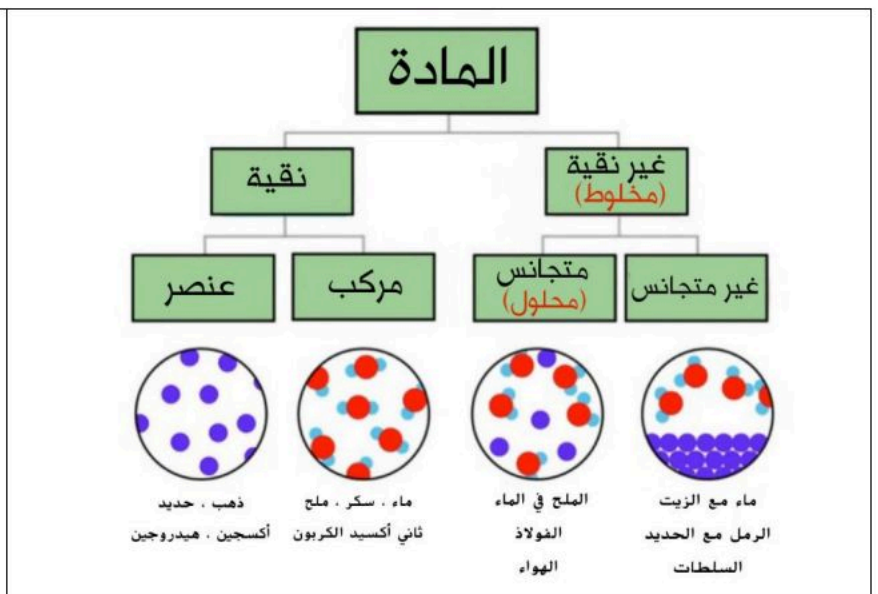 المادة
غير نقية
(مخلوط)
نقية
غير متجانس
متجانس
(محلول)
مركب
عنصر
ماء مع الزيت
الرمل مع الحديد
السلطات
الملح في الماء
الفولاذ
الهواء
ماء ، سكر ، ملح
ثاني أكسيد الكربون
ذهب ، حديد
أكسجين ، هيدروجين